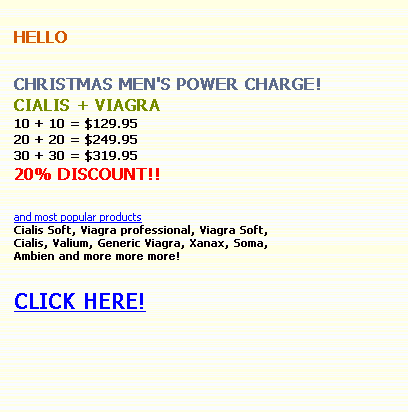 HELLO
CHRISTMAS MEN'S POWER CHARGE!
CIALIS + VIAGRA
10 + 10 = $129.95
20 + 20 = $249.95
30 + 30 = $319.95
20% DISCOUNT!!
and most popular products
Cialis Soft, Viagra professional, Viagra Soft,
Cialis, Valium, Generic Viagra, Xanax, Soma,
Ambien and more more more!
CLICK HERE!